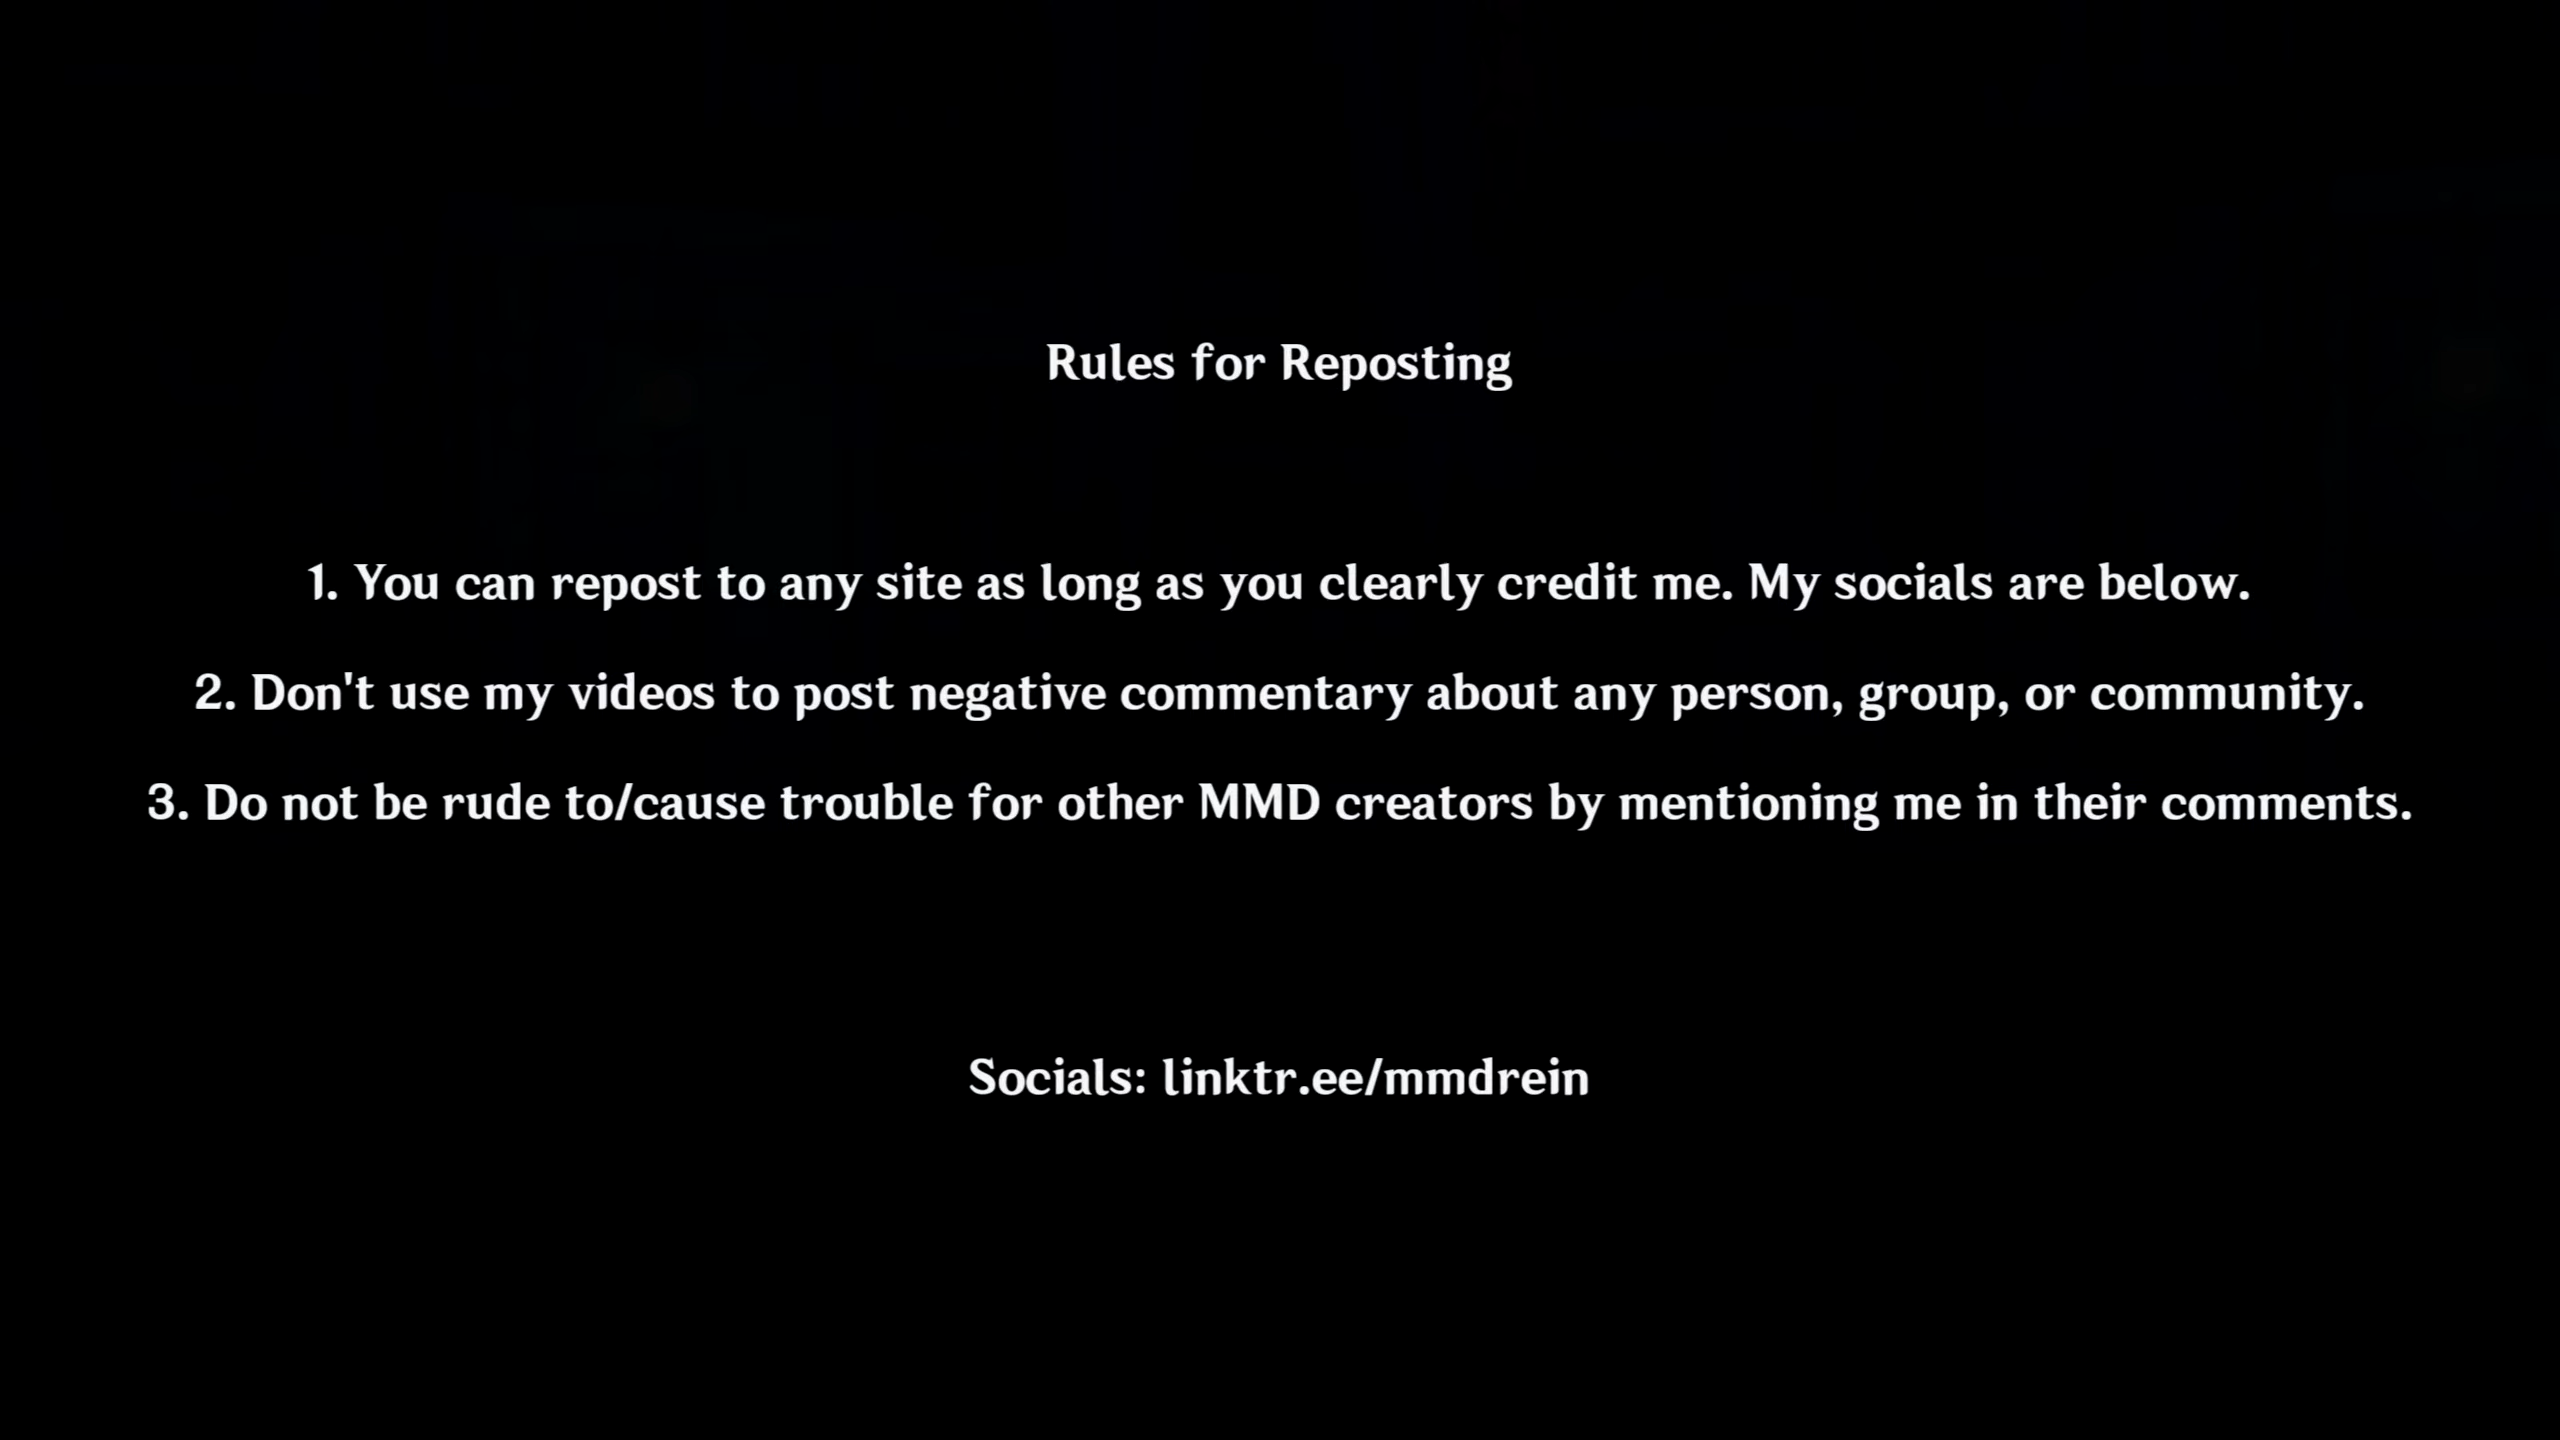 Rules for Reposting
1. You can repost to any site as long as you clearly credit me. My socials are below.
2. Don't use my videos to post negative commentary about any person, group, or community.
3. Do not be rude to/cause trouble for other MMD creators by mentioning me in their comments.
Socials: linktr.ee/mmdrein